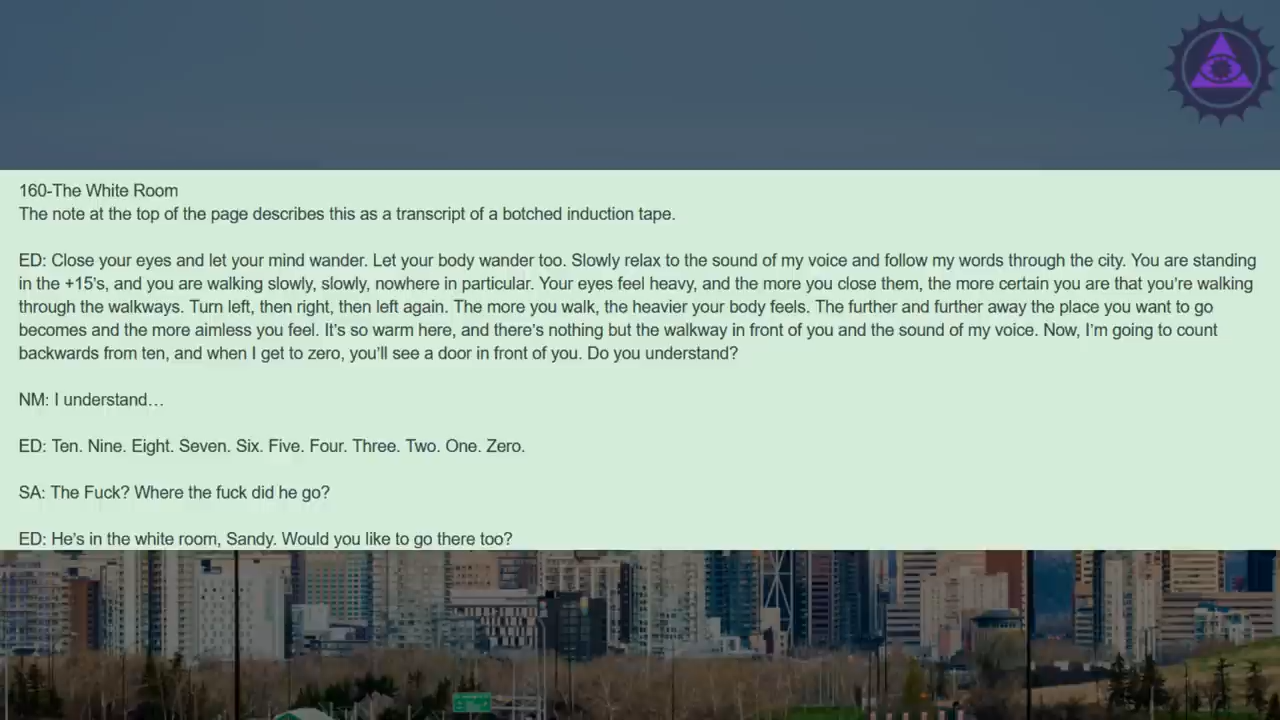 160-The White Room
The note at the top of the page describes this as a transcript of a botched induction tape.
ED: Close your eyes and let your mind wander. Let your body wander too. Slowly relax to the sound of my voice and follow my words through the city. You are standing
in the +15’s, and you are walking slowly, slowly, nowhere in particular. Your eyes feel heavy, and the more you close them, the more certain you are that you’re walking
through the walkways. Turn left, then right, then left again. The more you walk, the heavier your body feels. The further and further away the place you want to go
becomes and the more aimless you feel. It’s so warm here, and there’s nothing but the walkway in front of you and the sound of my voice. Now, I’m going to count
backwards from ten, and when I get to zero, you’ll see a door in front of you. Do you understand?
NM: I understand…
ED: Ten. Nine. Eight. Seven. Six. Five. Four. Three. Two. One. Zero.
SA: The Fuck? Where the fuck did he go?
ED: He’s in the white room, Sandy. Would you like to go there too?